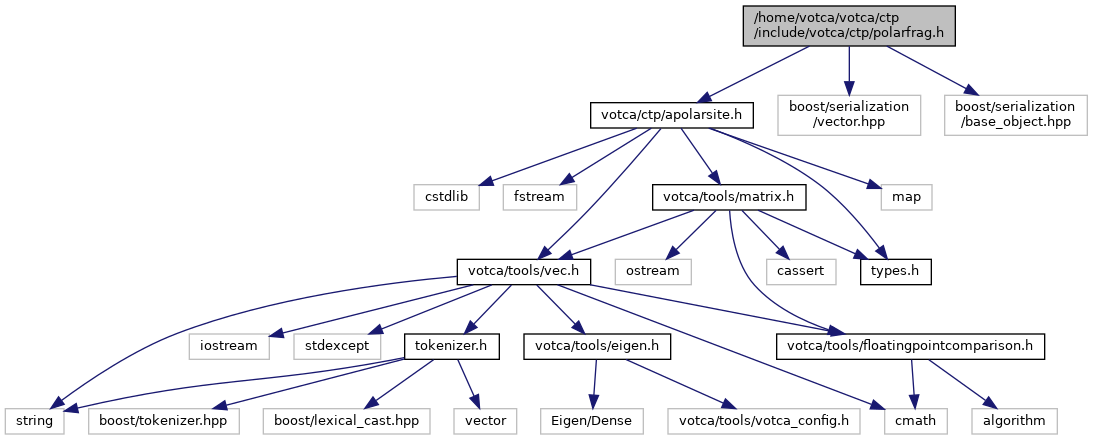 /home/votca/votca/ctp
/include/votca/ctp/polarfrag.h
votca/ctp/apolarsite.h
boost/serialization
/vector.hpp
boost/serialization
/base_object.hpp
cstdlib
fstream
votca/tools/matrix.h
map
votca/tools/vec.h
ostream
cassert
types.h
iostream
stdexcept
tokenizer.h
votca/tools/eigen.h
votca/tools/floatingpointcomparison.h
string
boost/tokenizer.hpp
boost/lexical_cast.hpp
vector
Eigen/Dense
votca/tools/votca_config.h
cmath
algorithm